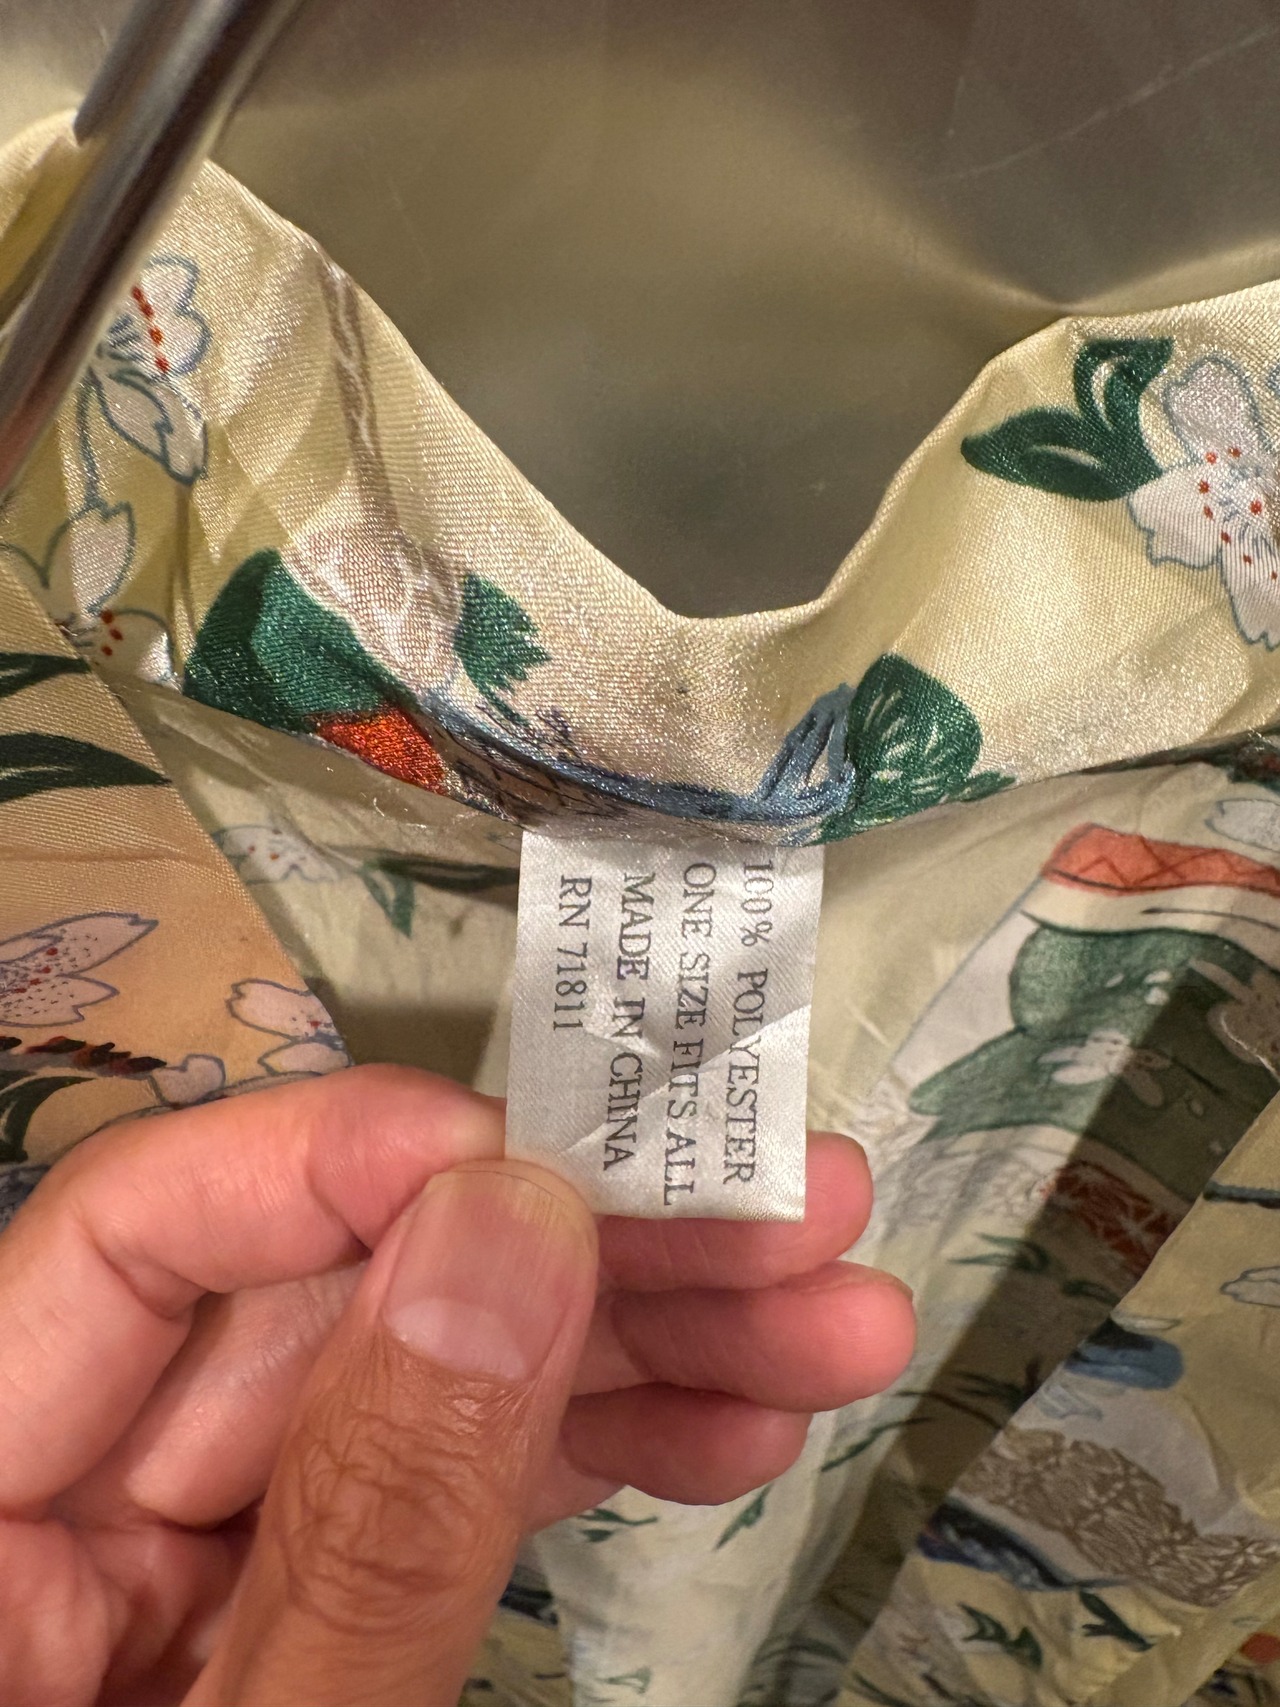 100% POLYESTER
ONE SIZE FITS ALL
MADE IN CHINA
RN 71811